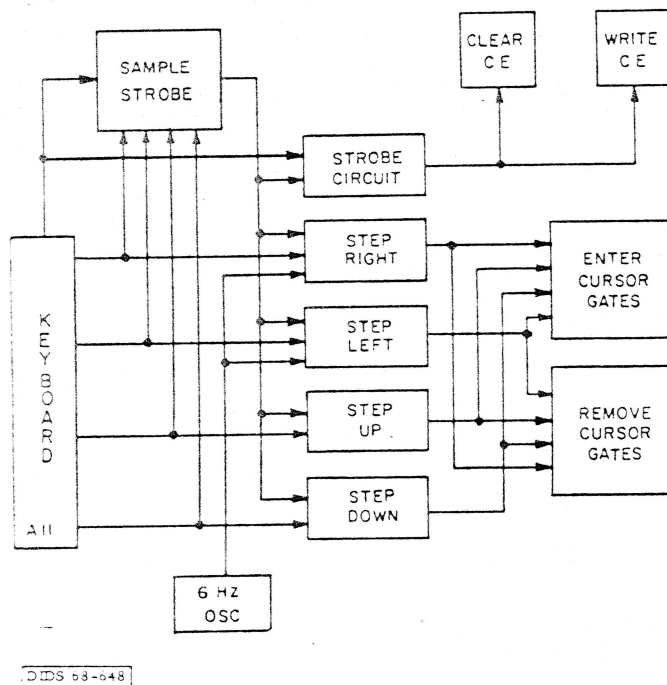 SAMPLE
STROBE
CLEAR
C E
WRITE
C E
STROBE
CIRCUIT
STEP
RIGHT
ENTER
CURSOR
GATES
STEP
LEFT
KEYBOARD
STEP
UP
REMOVE
CURSOR
GATES
STEP
DOWN
A11
6 HZ
OSC
DIDS 68-648